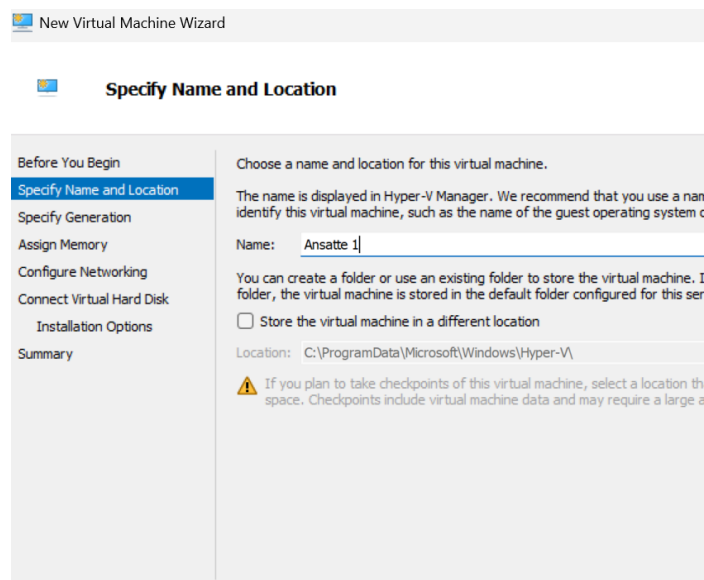 New Virtual Machine Wizard
Specify Name and Location
Before You Begin
Specify Name and Location
Specify Generation
Assign Memory
Configure Networking
Connect Virtual Hard Disk
Installation Options
Summary
Choose a name and location for this virtual machine.
The name is displayed in Hyper-V Manager. We recommend that you use a
identify this virtual machine, such as the name of the guest operating system
Name: Ansatte 1
You can create a folder or use an existing folder to store the virtual machine.
folder, the virtual machine is stored in the default folder configured for this
Store the virtual machine in a different location
Location: C:\ProgramData\Microsoft\Windows\Hyper-V\
If you plan to take checkpoints of this virtual machine, select a location
space. Checkpoints include virtual machine data and may require a large